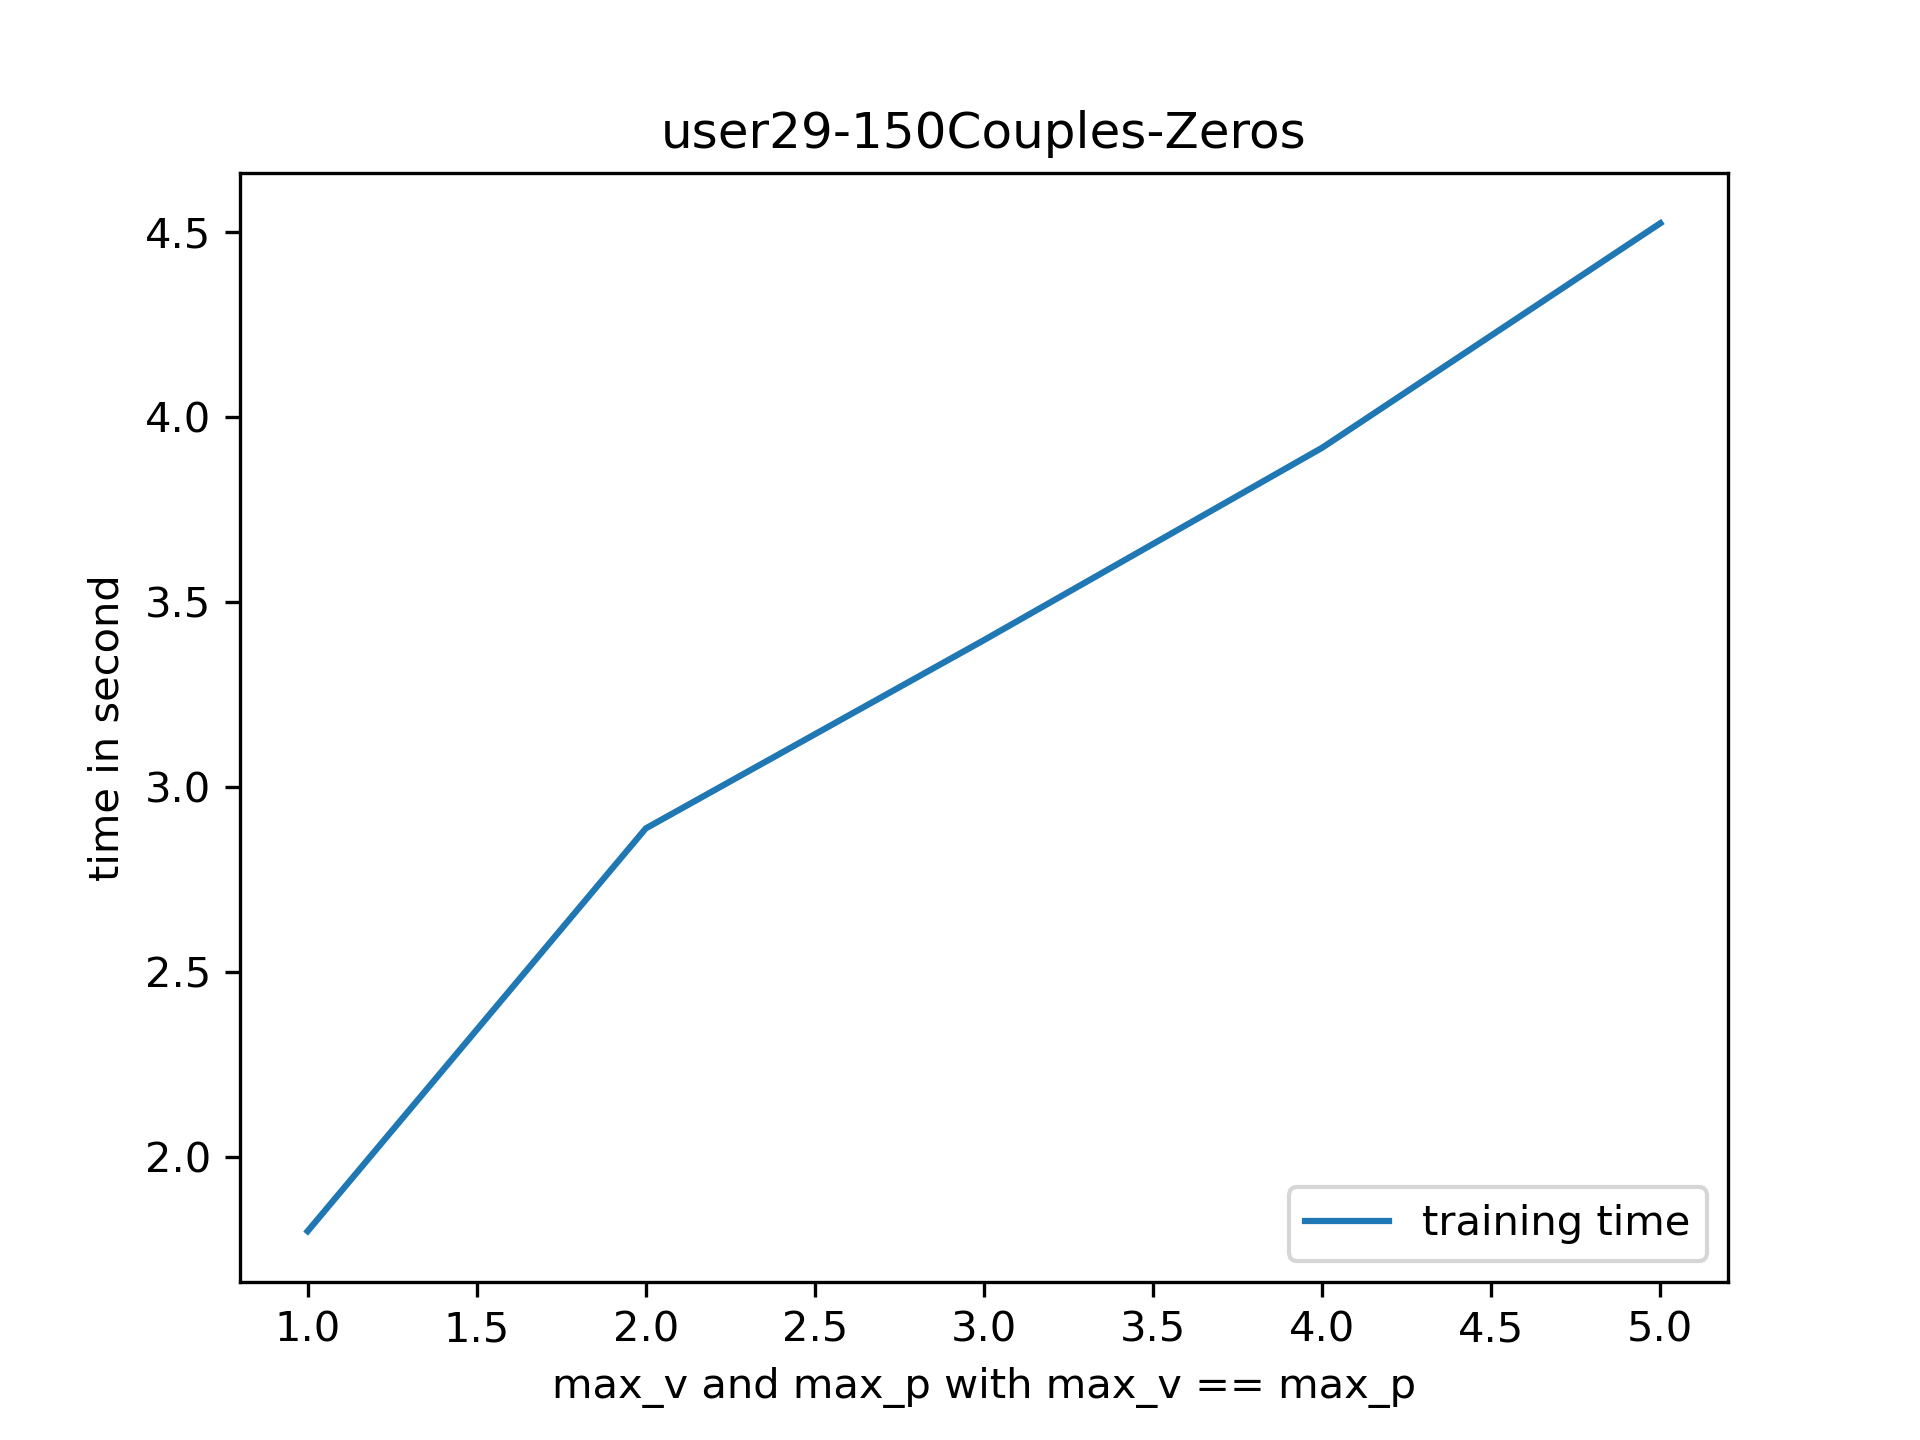 user29-150Couples-Zeros
4.5
4.0
3.5
3.0
2.5
2.0
time in second
training time
1.0 1.5 2.0 2.5 3.0 3.5 4.0 4.5 5.0
max_v and max_p with max_v == max_p